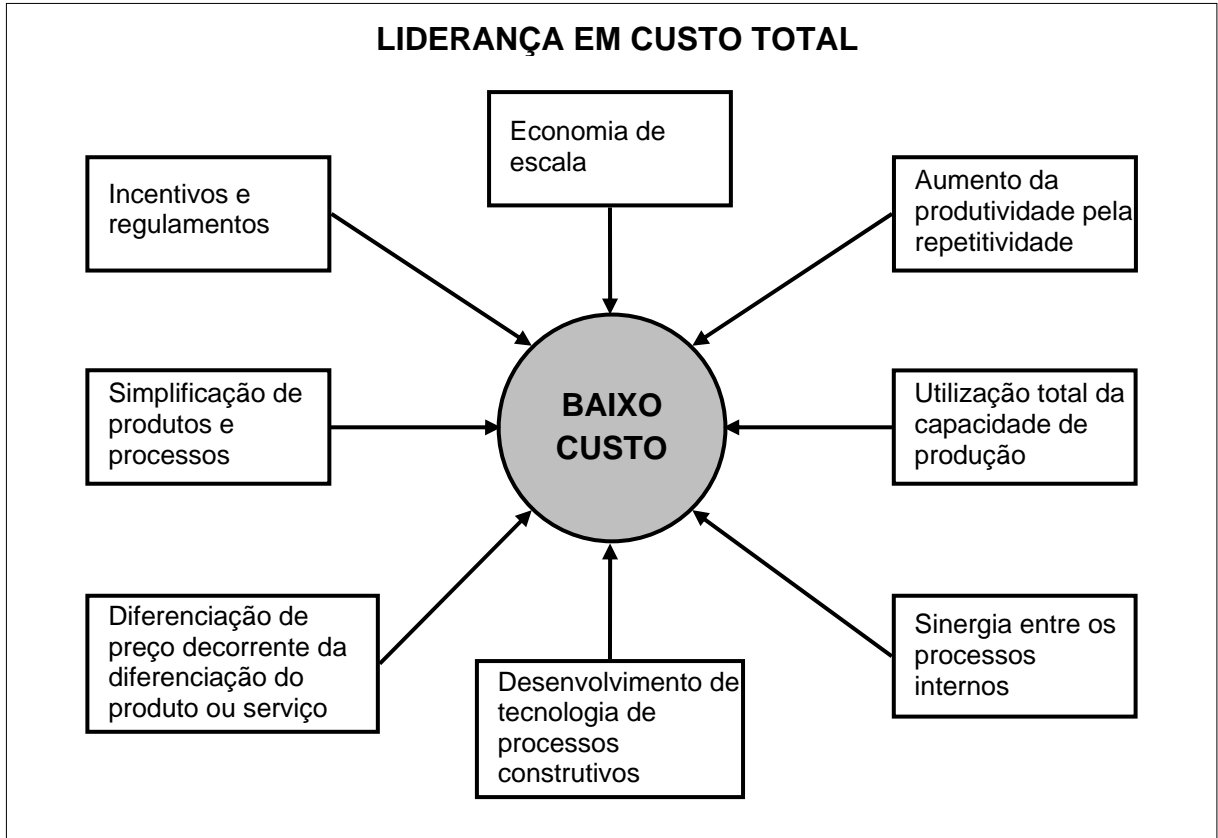 LIDERANÇA EM CUSTO TOTAL
Economia de
escala
Incentivos e
regulamentos
Aumento da
produtividade pela
repetitividade
Simplificação de
produtos e
processos
BAIXO
CUSTO
Utilização total da
capacidade de
produção
Diferenciação de
preço decorrente da
diferenciação do
produto ou serviço
Desenvolvimento de
tecnologia de
processos
construtivos
Sinergia entre os
processos
internos